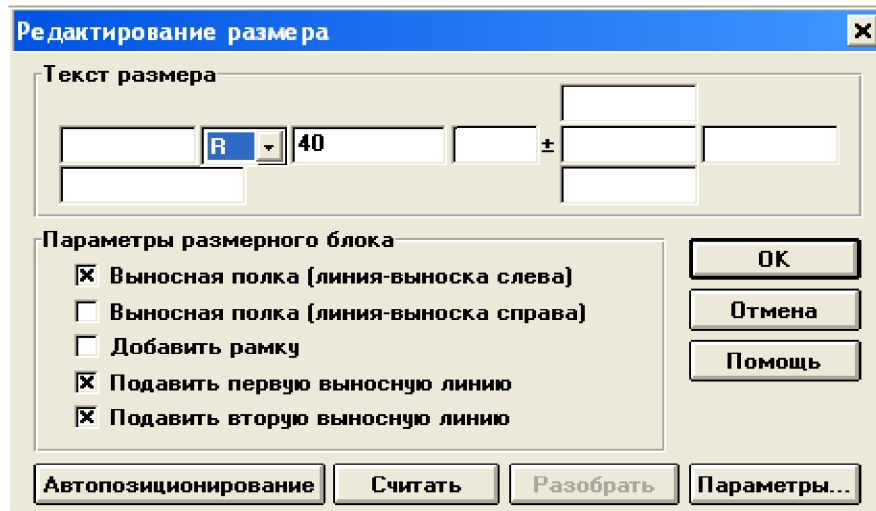 Редактирование размера
Текст размера
R 40 ±
Параметры размерного блока
Выносная полка (линия-выноска слева)
Выносная полка (линия-выноска справа)
Добавить рамку
Подавить первую выносную линию
Подавить вторую выносную линию
OK
Отмена
Помощь
Автопозиционирование Считать Разобрать Параметры...